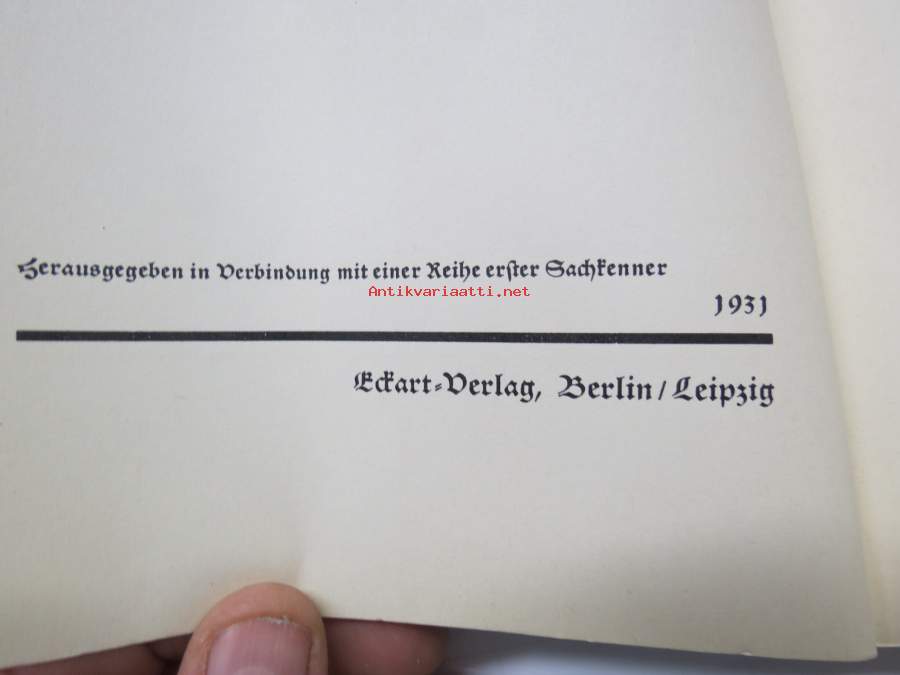 Herausgegeben in Verbindung mit einer Reihe erster Sachkenner
Antikvariaatti.net
1931
Eckart-Verlag, Berlin / Leipzig